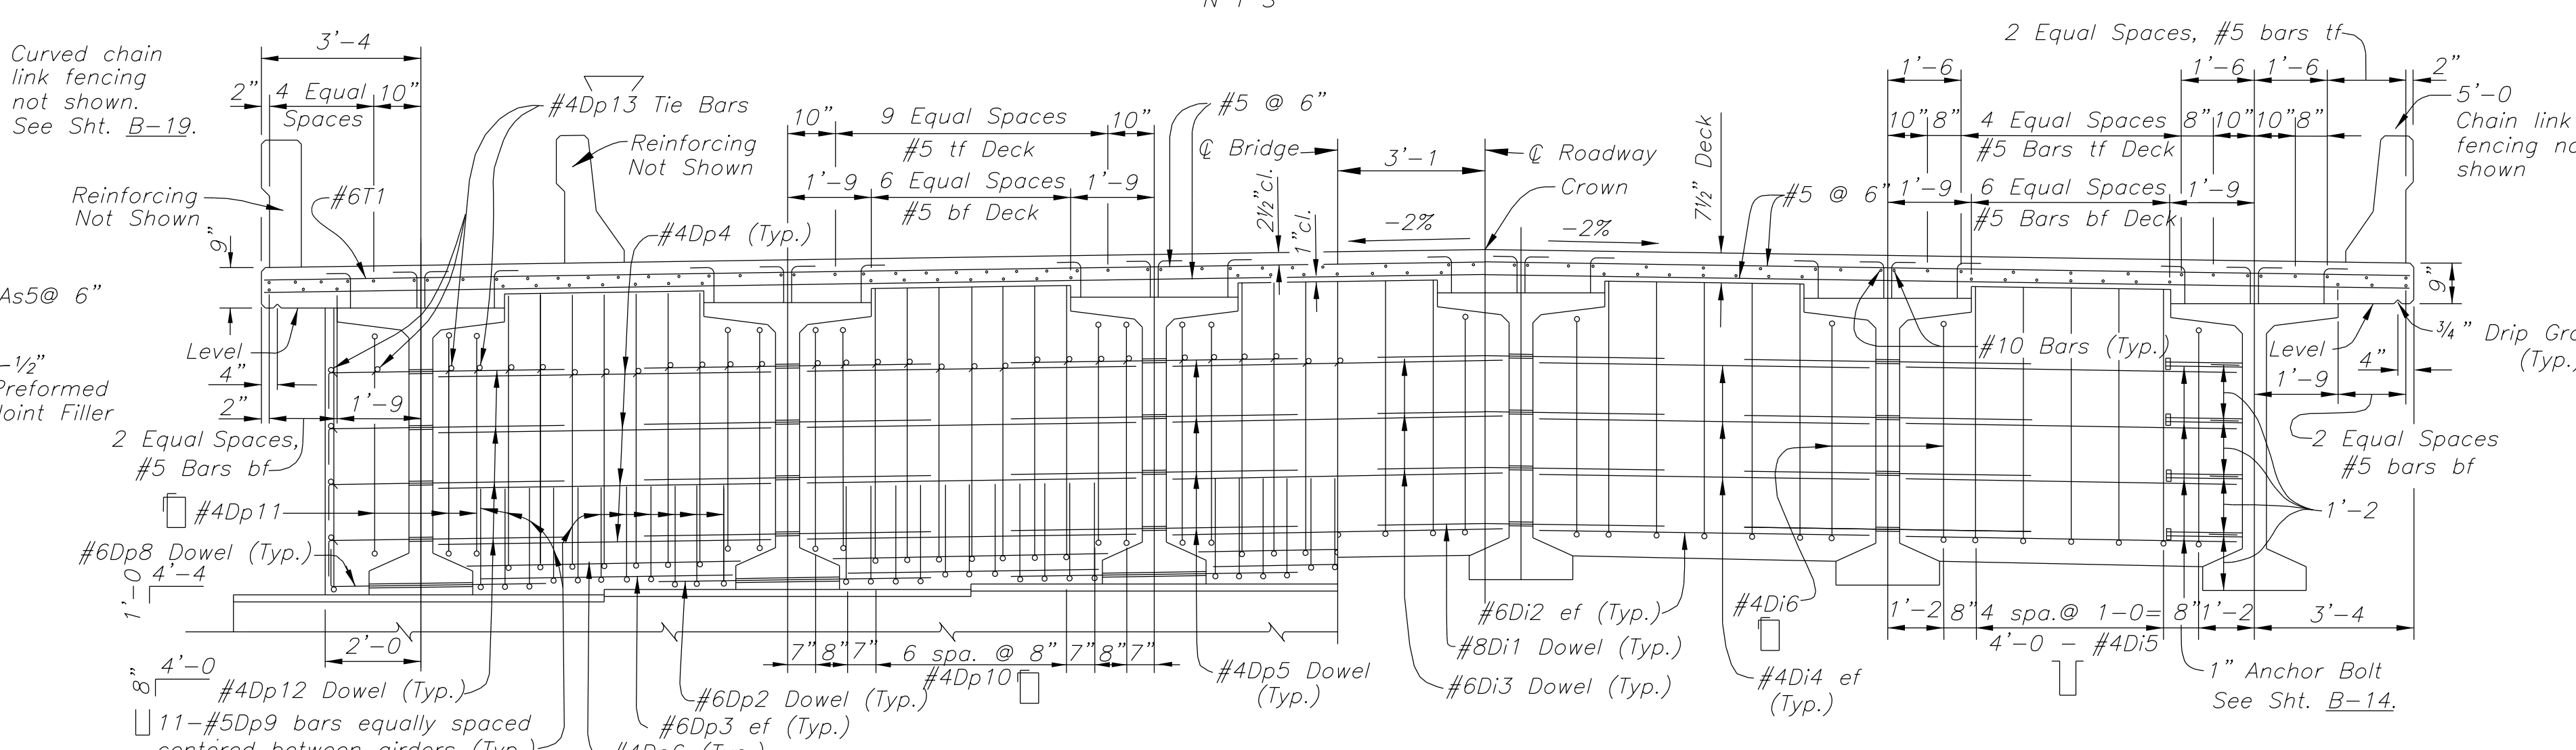 N T S
Curved chain
link fencing
not shown.
See Sht. B-19.
3'-4
2"
4 Equal
Spaces
10"
#4Dp13 Tie Bars
Reinforcing
Not Shown
Reinforcing
Not Shown
#6T1
9"
As5@ 6"
Level
4"
2"
1'-9
-½"
Preformed
Joint Filler
2 Equal Spaces,
#5 Bars bf
#4Dp4 (Typ.)
10"
9 Equal Spaces
10"
#5 tf Deck
1'-9
6 Equal Spaces
1'-9
#5 bf Deck
#5 @ 6"
℄ Bridge
2½"cl.
1"cl.
3'-1
℄ Roadway
Crown
-2%
-2%
7½" Deck
#5 @ 6"
2 Equal Spaces, #5 bars tf
1'-6
1'-6
1'-6
2"
10"
8"
4 Equal Spaces
8"
10"
10"
8"
#5 Bars tf Deck
1'-9
6 Equal Spaces
1'-9
#5 Bars bf Deck
5'-0
Chain link
fencing
shown
9"
#10 Bars (Typ.)
Level
¾" Drip
(Typ.)
4"
1'-9
2 Equal Spaces
#5 bars bf
1'-2
#4Dp11
#6Dp8 Dowel (Typ.)
1'-0
4'-4
2'-0
8"
4'-0
#4Dp12 Dowel (Typ.)
11-#5Dp9 bars equally spaced
centered between girders (Typ.)
#6Dp2 Dowel (Typ.)
#6Dp3 ef (Typ.)
#4Dp6 (Typ.)
7"
8"
7"
6 spa. @ 8"
7"
8"
7"
#4Dp10
#4Dp5 Dowel
(Typ.)
#6Di2 ef (Typ.)
#8Di1 Dowel (Typ.)
#6Di3 Dowel (Typ.)
#4Di6
#4Di4 ef
(Typ.)
1'-2
8"
4 spa.@ 1-0=
8"
1'-2
3'-4
4'-0 - #4Di5
1" Anchor Bolt
See Sht. B-14.